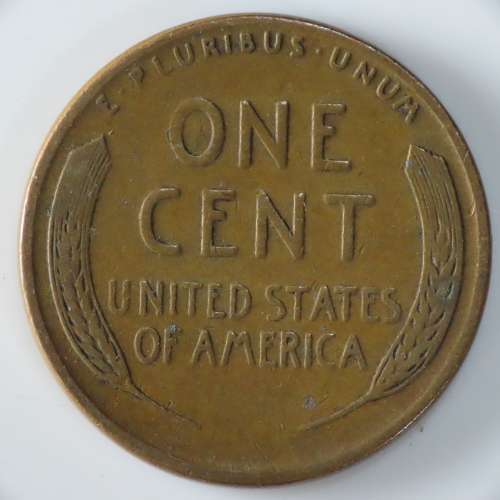 E·PLURIBUS·UNUM
ONE
CENT
UNITED STATES
OF AMERICA